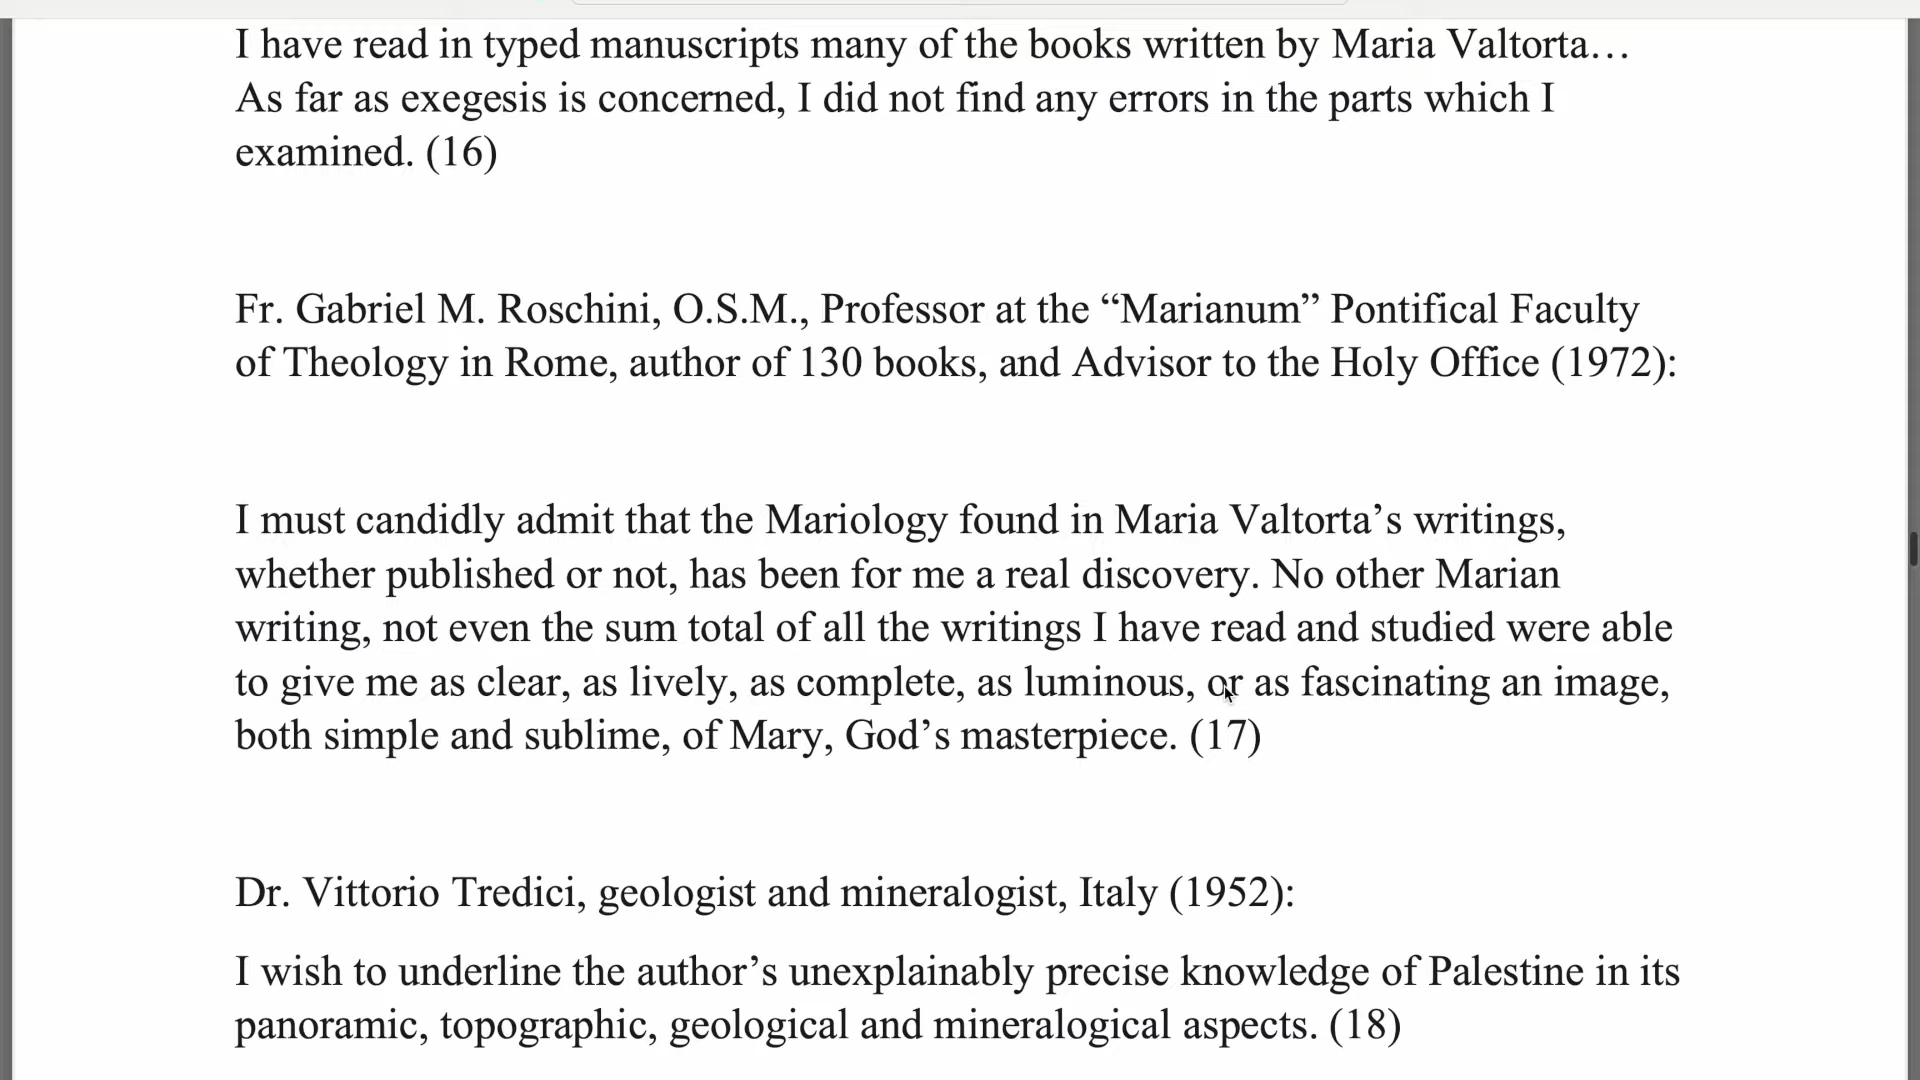 I have read in typed manuscripts many of the books written by Maria Valtorta…
As far as exegesis is concerned, I did not find any errors in the parts which I
examined. (16)
Fr. Gabriel M. Roschini, O.S.M., Professor at the “Marianum” Pontifical Faculty
of Theology in Rome, author of 130 books, and Advisor to the Holy Office (1972):
I must candidly admit that the Mariology found in Maria Valtorta’s writings,
whether published or not, has been for me a real discovery. No other Marian
writing, not even the sum total of all the writings I have read and studied were able
to give me as clear, as lively, as complete, as luminous, or as fascinating an image,
both simple and sublime, of Mary, God’s masterpiece. (17)
Dr. Vittorio Tredici, geologist and mineralogist, Italy (1952):
I wish to underline the author’s unexplainably precise knowledge of Palestine in its
panoramic, topographic, geological and mineralogical aspects. (18)